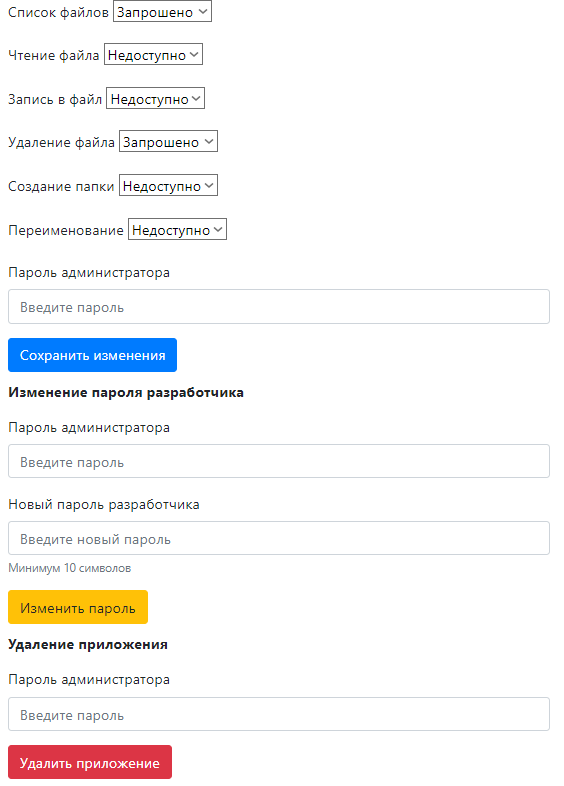 Список файлов Запрошено
Чтение файла Недоступно
Запись в файл Недоступно
Удаление файла Запрошено
Создание папки Недоступно
Переименование Недоступно
Пароль администратора
Введите пароль
Сохранить изменения
Изменение пароля разработчика
Пароль администратора
Введите пароль
Новый пароль разработчика
Введите новый пароль
Минимум 10 символов
Изменить пароль
Удаление приложения
Пароль администратора
Введите пароль
Удалить приложение